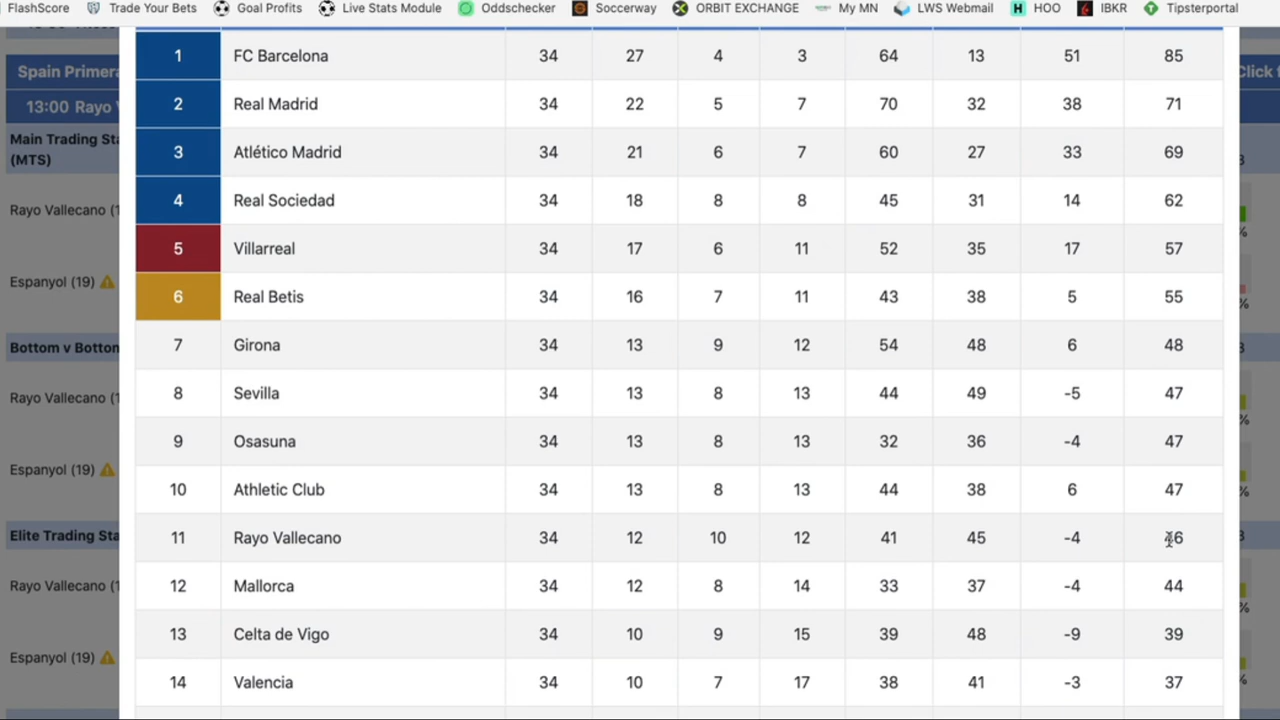 FlashScore Trade Your Bets Goal Profits Live Stats Module Oddschecker Soccerway ORBIT EXCHANGE My MN LWS Webmail HOO IBKR Tipsterportal
1 FC Barcelona 34 27 4 3 64 13 51 85
Spain Primera Click
2 Real Madrid 34 22 5 7 70 32 38 71
13:00 Rayo
Main Trading
(MTS)
3 Atlético Madrid 34 21 6 7 60 27 33 69
4 Real Sociedad 34 18 8 8 45 31 14 62
Rayo Vallecano
5 Villarreal 34 17 6 11 52 35 17 57
Espanyol (19)
6 Real Betis 34 16 7 11 43 38 5 55
7 Girona 34 13 9 12 54 48 6 48
Bottom v Bottom
8 Sevilla 34 13 8 13 44 49 -5 47
Rayo Vallecano
9 Osasuna 34 13 8 13 32 36 -4 47
Espanyol (19)
10 Athletic Club 34 13 8 13 44 38 6 47
11 Rayo Vallecano 34 12 10 12 41 45 -4 46
Elite Trading
12 Mallorca 34 12 8 14 33 37 -4 44
Rayo Vallecano
13 Celta de Vigo 34 10 9 15 39 48 -9 39
Espanyol (19)
14 Valencia 34 10 7 17 38 41 -3 37